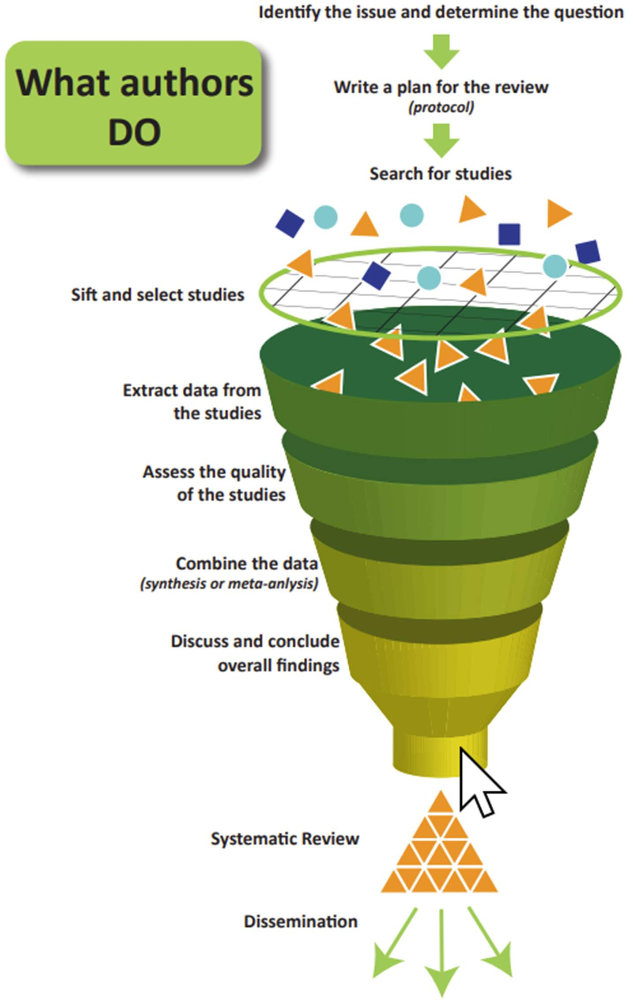 Identify the issue and determine the question
What authors
DO
Write a plan for the review
(protocol)
Search for studies
Sift and select studies
Extract data from
the studies
Assess the quality
of the studies
Combine the data
(synthesis or meta-anlysis)
Discuss and conclude
overall findings
Systematic Review
Dissemination